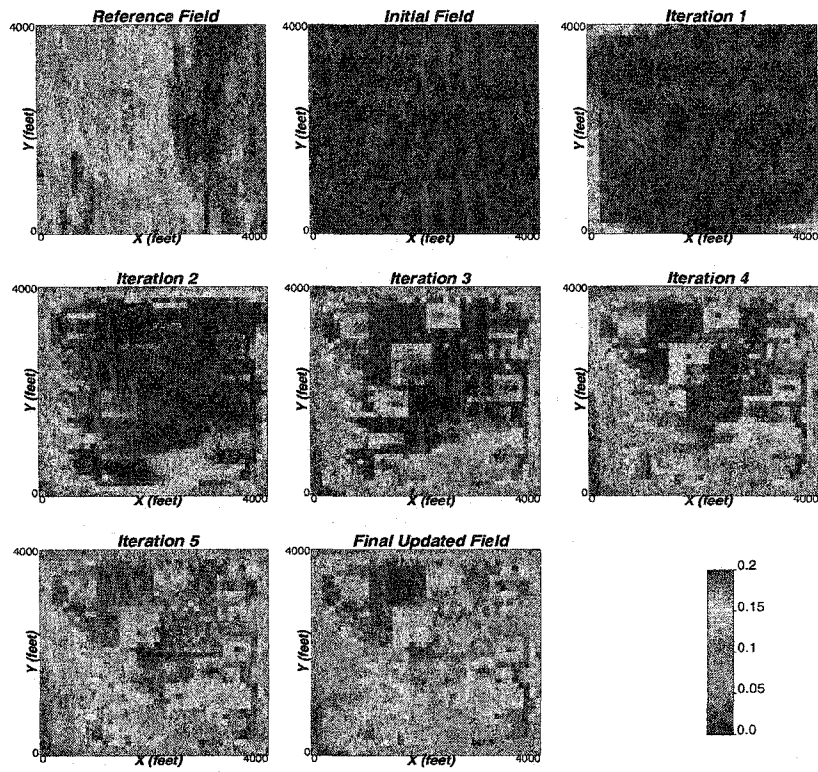 Reference Field
Initial Field
Iteration 1
4000
Y (feet)
0
0
X (feet)
4000
4000
Y (feet)
0
0
X (feet)
4000
4000
Y (feet)
0
0
X (feet)
4000
Iteration 2
Iteration 3
Iteration 4
4000
Y (feet)
0
0
X (feet)
4000
4000
Y (feet)
0
0
X (feet)
4000
4000
Y (feet)
0
0
X (feet)
4000
Iteration 5
Final Updated Field
4000
Y (feet)
0
0
X (feet)
4000
4000
Y (feet)
0
0
X (feet)
4000
0.2
0.15
0.1
0.05
0.0